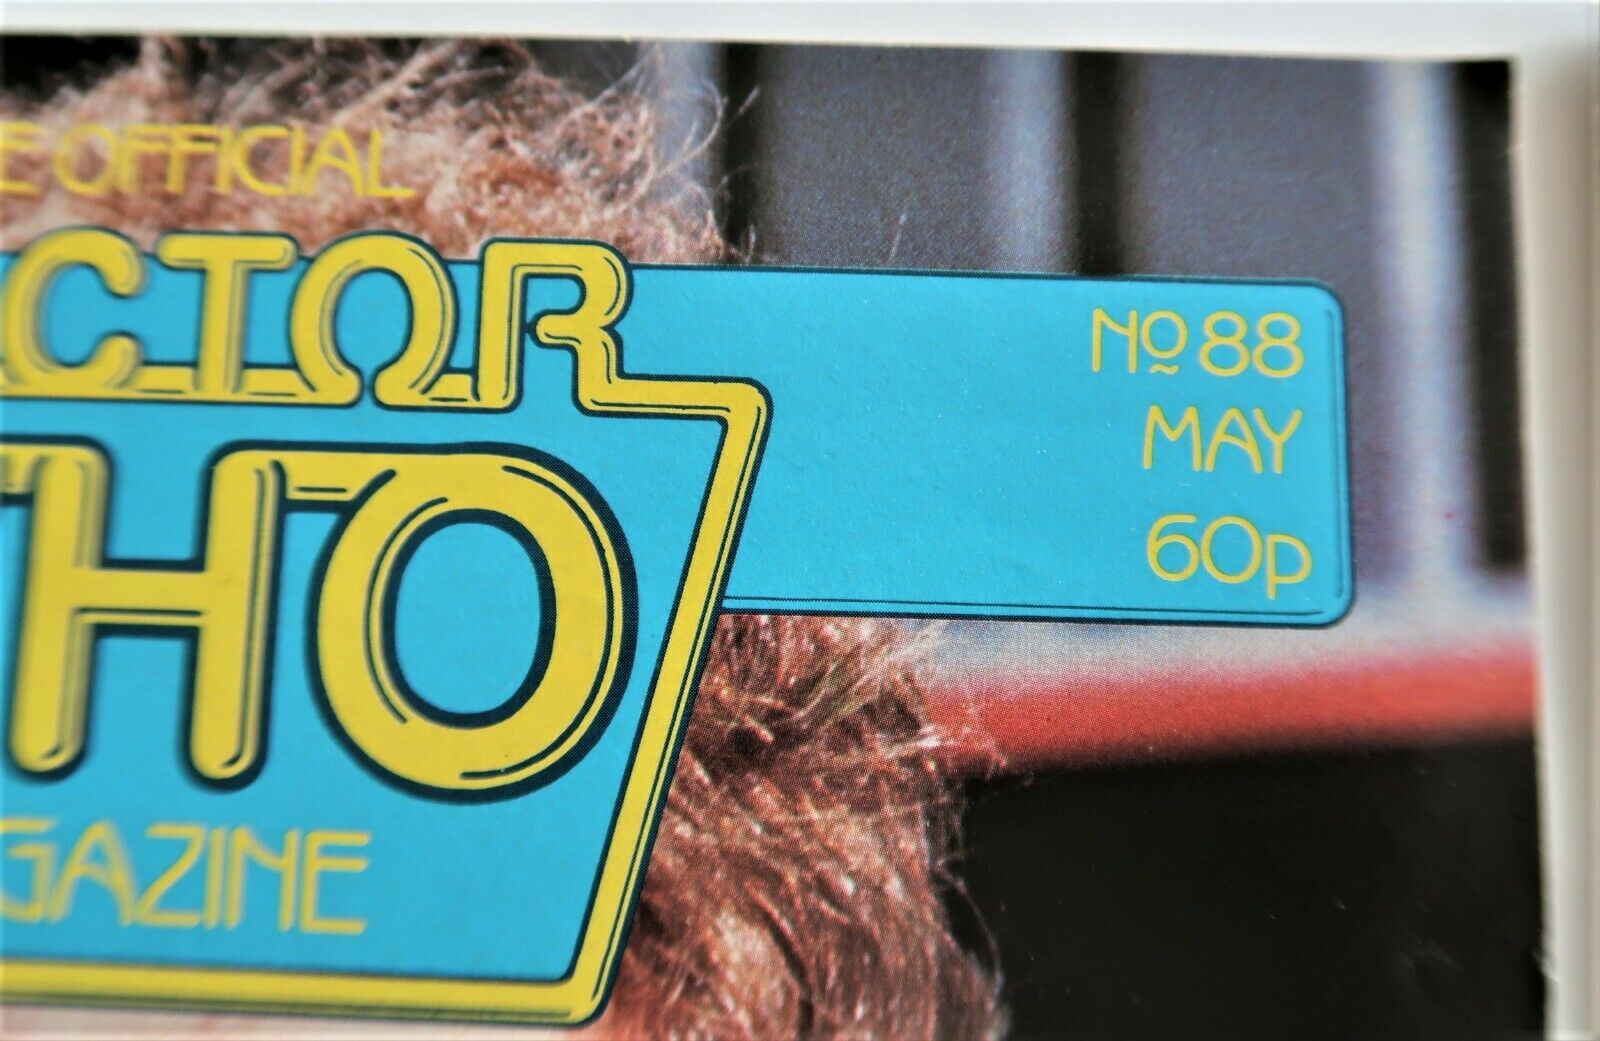 E OFFICIAL
CTOR
HO
GAZINE
No 88
MAY
60p